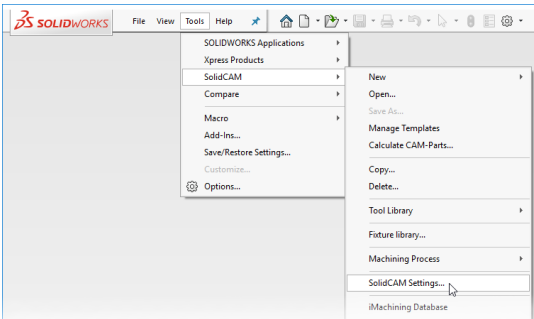 SOLIDWORKS File View Tools Help
SOLIDWORKS Applications
Xpress Products
SolidCAM
Compare
Macro
Add-Ins...
Save/Restore Settings...
Customize...
Options...
New
Open...
Save As...
Manage Templates
Calculate CAM-Parts...
Copy...
Delete...
Tool Library
Fixture library...
Machining Process
SolidCAM Settings...
iMachining Database